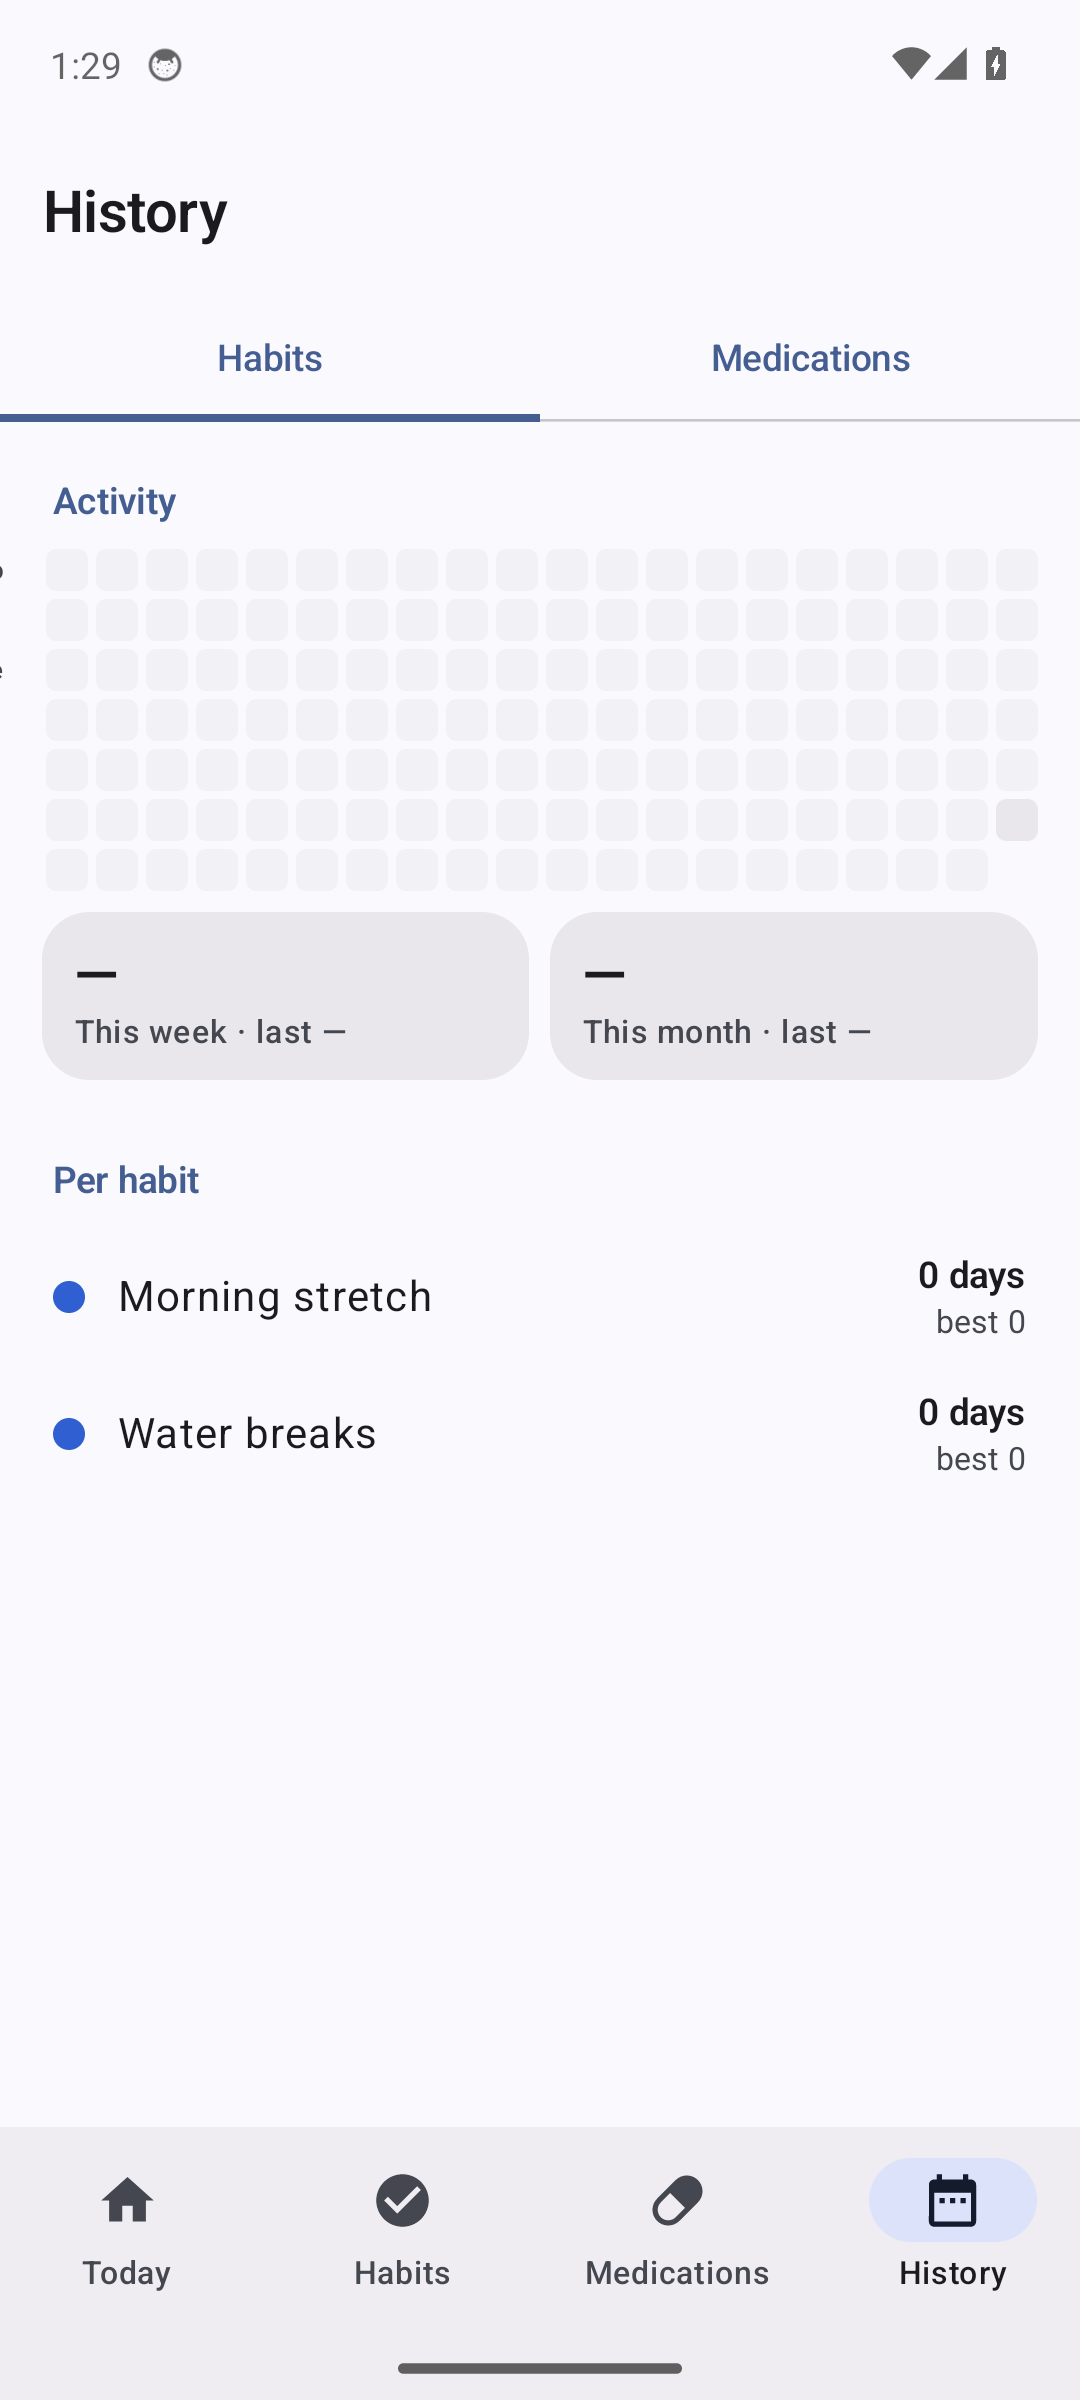 1:29
History
Habits
Medications
Activity
—
This week · last —
—
This month · last —
Per habit
Morning stretch
0 days
best 0
Water breaks
0 days
best 0
Today
Habits
Medications
History